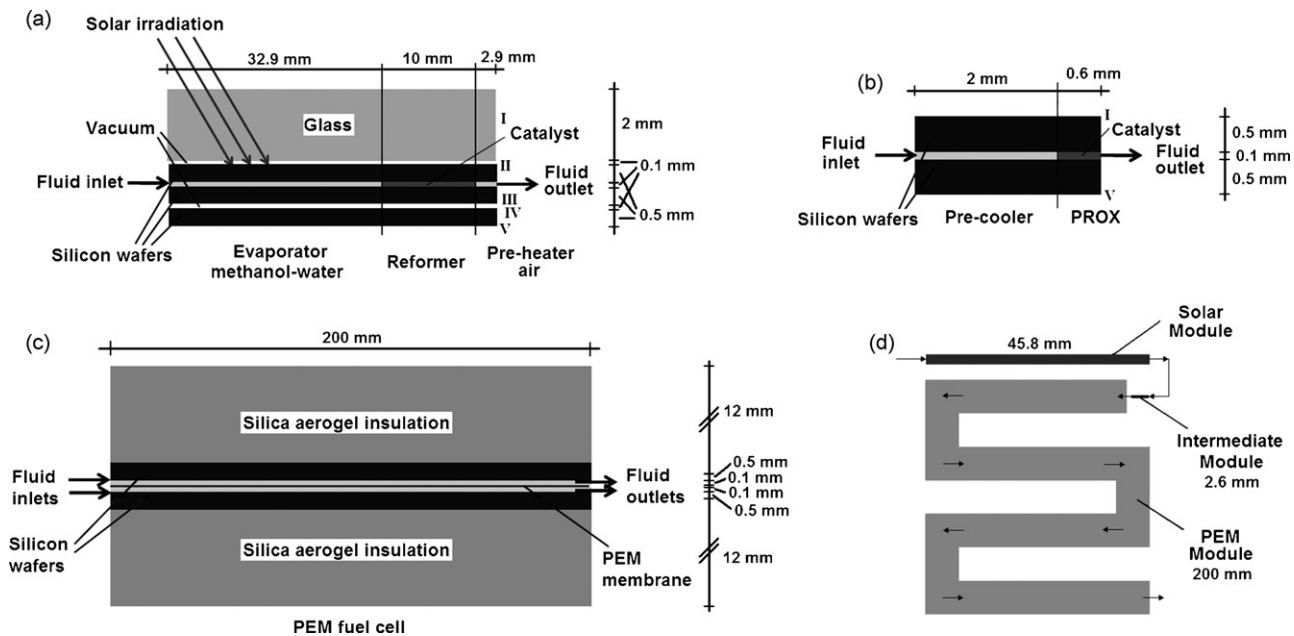 (a)
Solar irradiation
32.9 mm
10 mm
2.9 mm
Vacuum
Glass
I
2 mm
Catalyst
II
0.1 mm
Fluid inlet
Fluid
outlet
III
IV
0.5 mm
V
Silicon wafers
Evaporator
methanol-water
Reformer
Pre-heater
air
(b)
2 mm
0.6 mm
I
Catalyst
0.5 mm
Fluid
inlet
Fluid
outlet
0.1 mm
0.5 mm
V
Silicon wafers
Pre-cooler
PROX
(c)
200 mm
Silica aerogel insulation
12 mm
Fluid
inlets
Fluid
outlets
0.5 mm
0.1 mm
0.1 mm
0.5 mm
Silicon
wafers
Silica aerogel insulation
PEM
membrane
12 mm
PEM fuel cell
(d)
Solar
Module
45.8 mm
Intermediate
Module
2.6 mm
PEM
Module
200 mm